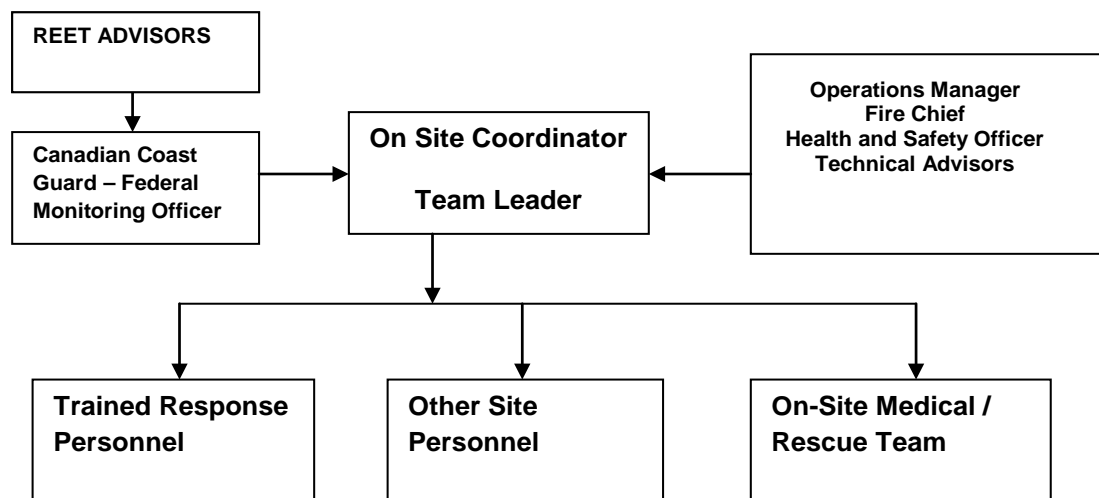 REET ADVISORS
Canadian Coast
Guard – Federal
Monitoring Officer
On Site Coordinator
Team Leader
Operations Manager
Fire Chief
Health and Safety Officer
Technical Advisors
Trained Response
Personnel
Other Site
Personnel
On-Site Medical /
Rescue Team